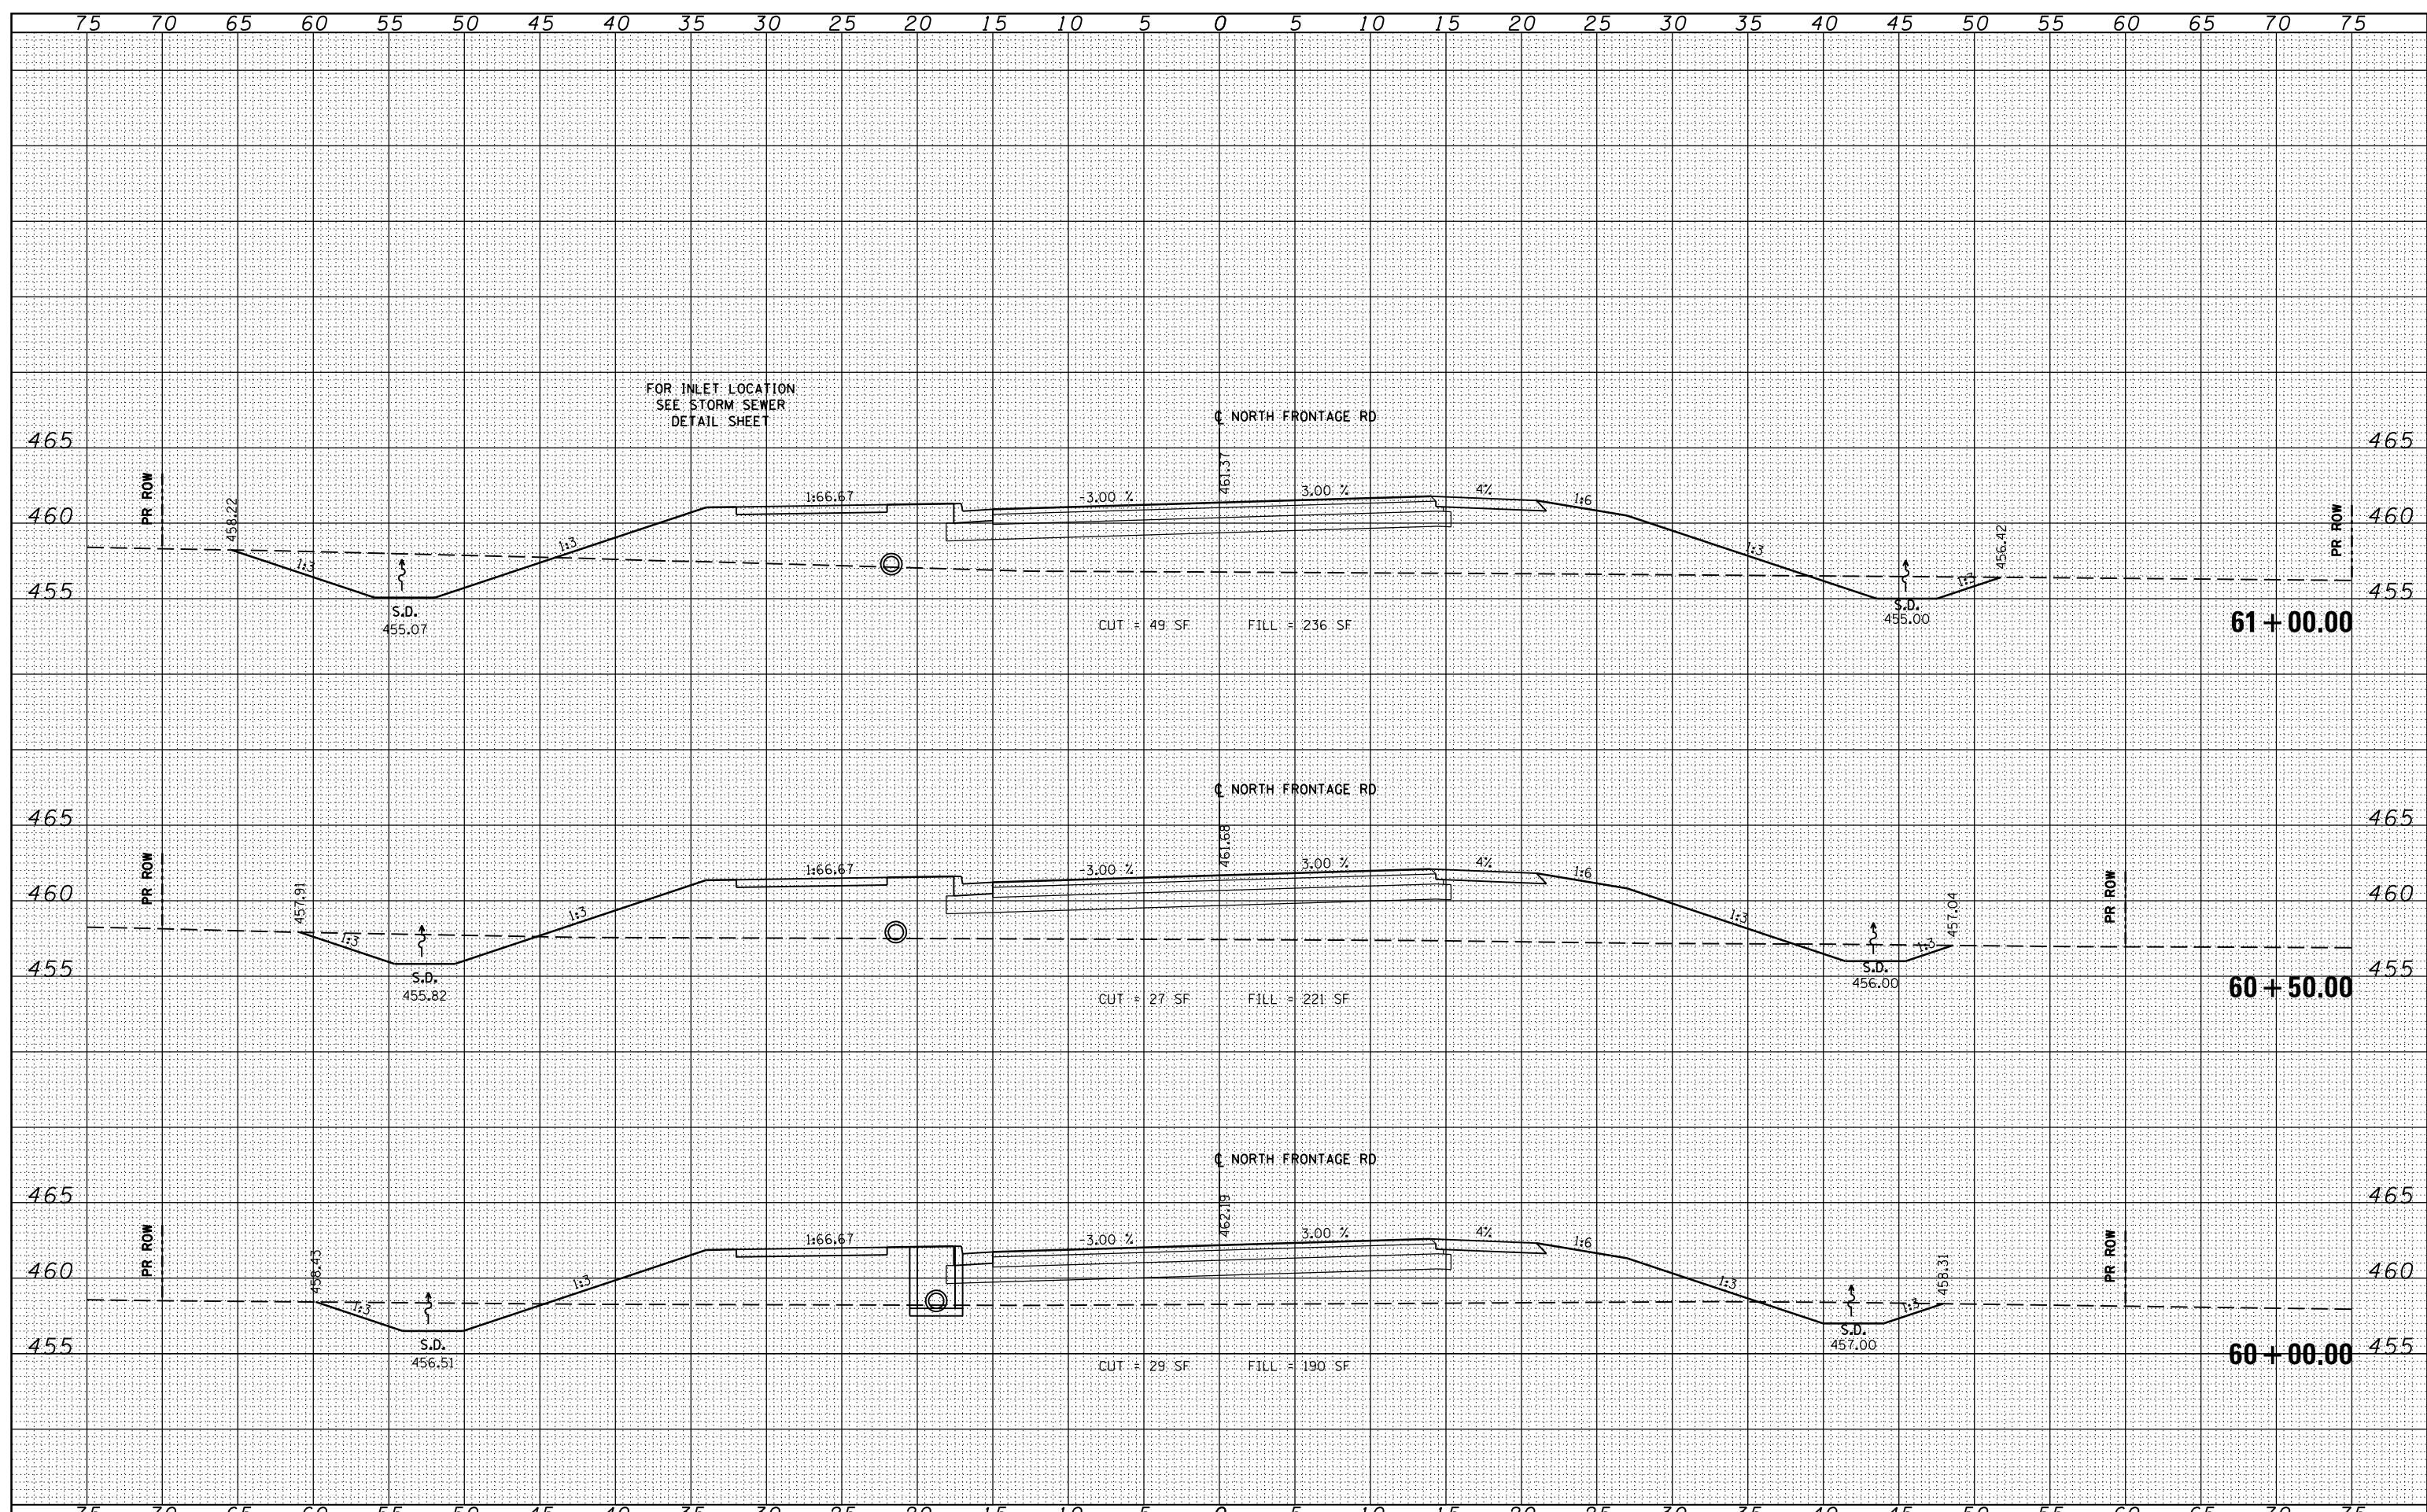 75 70 65 60 55 50 45 40 35 30 25 20 15 10 5 0 5 10 15 20 25 30 35 40 45 50 55 60 65 70 75
FOR INLET LOCATION
SEE STORM SEWER
DETAIL SHEET
℄ NORTH FRONTAGE RD
465 465
PR ROW
458.22
1:66.67
461.37
-3.00 %
3.00 %
4%
1:6
460 460
1:3
1:3
1:3
1:3
456.42
PR ROW
455 455
S.D.
455.07
CUT = 49 SF FILL = 236 SF
S.D.
455.00
61+00.00
℄ NORTH FRONTAGE RD
465 465
PR ROW
457.91
1:66.67
461.68
-3.00 %
3.00 %
4%
1:6
460 460
1:3
1:3
1:3
1:3
457.04
PR ROW
455 455
S.D.
455.82
CUT = 27 SF FILL = 221 SF
S.D.
456.00
60+50.00
℄ NORTH FRONTAGE RD
465 465
PR ROW
458.43
1:66.67
462.19
-3.00 %
3.00 %
4%
1:6
460 460
1:3
1:3
1:3
1:3
458.31
PR ROW
455 455
S.D.
456.51
CUT = 29 SF FILL = 190 SF
S.D.
457.00
60+00.00
75 70 65 60 55 50 45 40 35 30 25 20 15 10 5 0 5 10 15 20 25 30 35 40 45 50 55 60 65 70 75